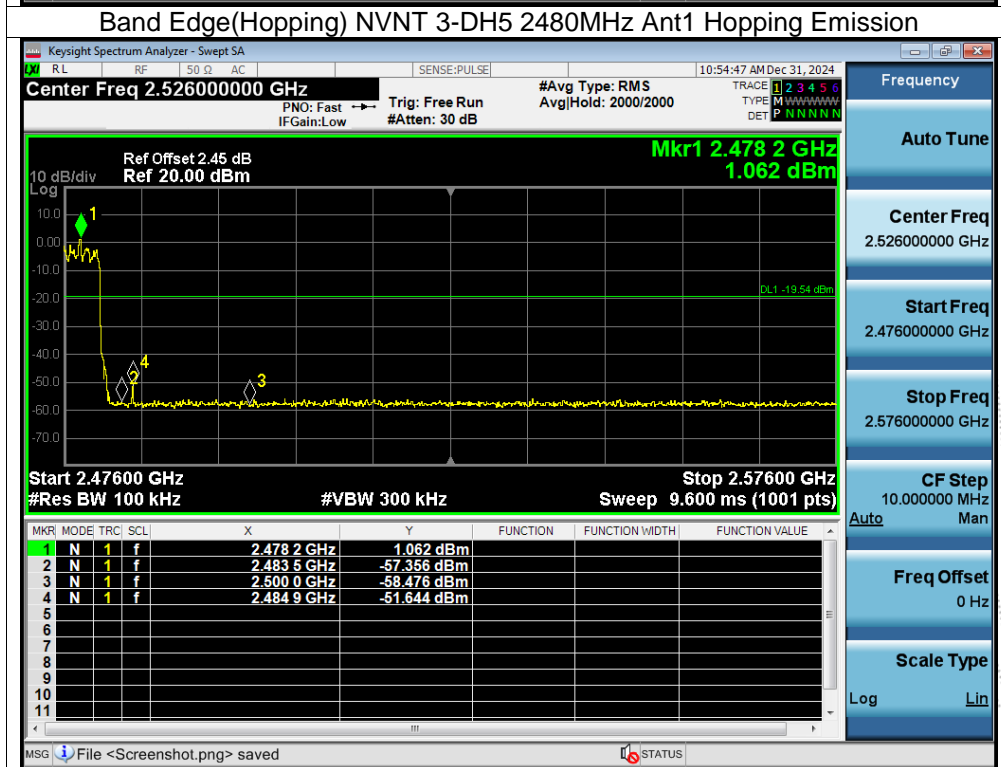 Band Edge(Hopping) NVNT 3-DH5 2480MHz Ant1 Hopping Emission
Keysight Spectrum Analyzer - Swept SA
LXI RL RF 50 Ω AC SENSE:PULSE 10:54:47 AM Dec 31, 2024
Center Freq 2.526000000 GHz #Avg Type: RMS TRACE 1 2 3 4 5 6
PNO: Fast Trig: Free Run Avg|Hold: 2000/2000 TYPE M WWWWW
IFGain:Low #Atten: 30 dB DET P N N N N N
Frequency
Auto Tune
Ref Offset 2.45 dB Mkr1 2.478 2 GHz
10 dB/div Ref 20.00 dBm 1.062 dBm
Log
10.0
0.00
-10.0
-20.0
-30.0
-40.0
-50.0
-60.0
-70.0
1
2
3
4
DL1 -19.54 dBm
Start 2.47600 GHz Stop 2.57600 GHz
#Res BW 100 kHz #VBW 300 kHz Sweep 9.600 ms (1001 pts)
MKR MODE TRC SCL X Y FUNCTION FUNCTION WIDTH FUNCTION VALUE
1 N 1 f 2.478 2 GHz 1.062 dBm
2 N 1 f 2.483 5 GHz -57.356 dBm
3 N 1 f 2.500 0 GHz -58.476 dBm
4 N 1 f 2.484 9 GHz -51.644 dBm
5
6
7
8
9
10
11
Center Freq
2.526000000 GHz
Start Freq
2.476000000 GHz
Stop Freq
2.576000000 GHz
CF Step
10.000000 MHz
Auto Man
Freq Offset
0 Hz
Scale Type
Log Lin
MSG File <Screenshot.png> saved STATUS